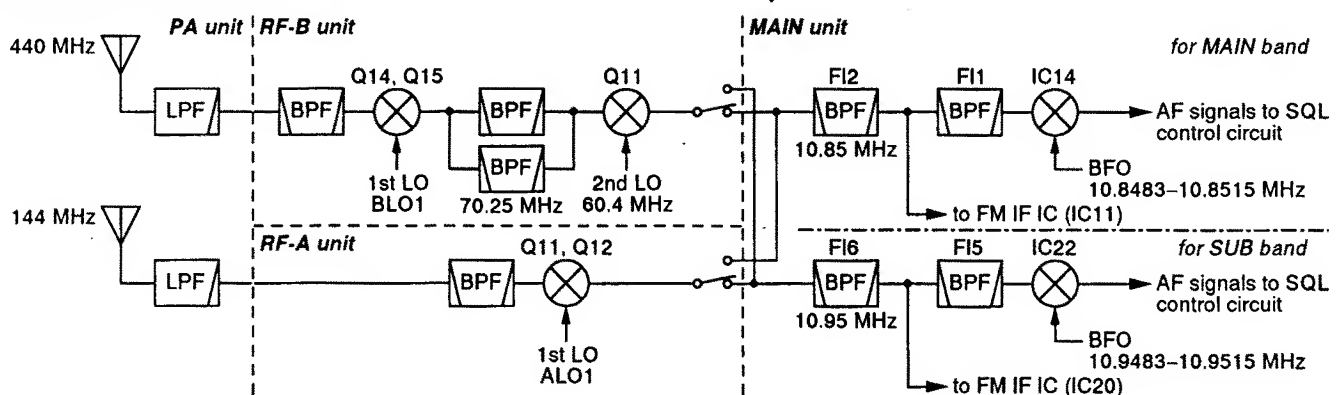 PA unit
RF-B unit
MAIN unit
for MAIN band
440 MHz
LPF
BPF
Q14, Q15
1st LO
BLO1
BPF
BPF
70.25 MHz
Q11
2nd LO
60.4 MHz
FI2
BPF
10.85 MHz
FI1
BPF
IC14
AF signals to SQL
control circuit
BFO
10.8483–10.8515 MHz
to FM IF IC (IC11)
144 MHz
LPF
RF-A unit
BPF
Q11, Q12
1st LO
ALO1
for SUB band
FI6
BPF
10.95 MHz
FI5
BPF
IC22
AF signals to SQL
control circuit
BFO
10.9483–10.9515 MHz
to FM IF IC (IC20)